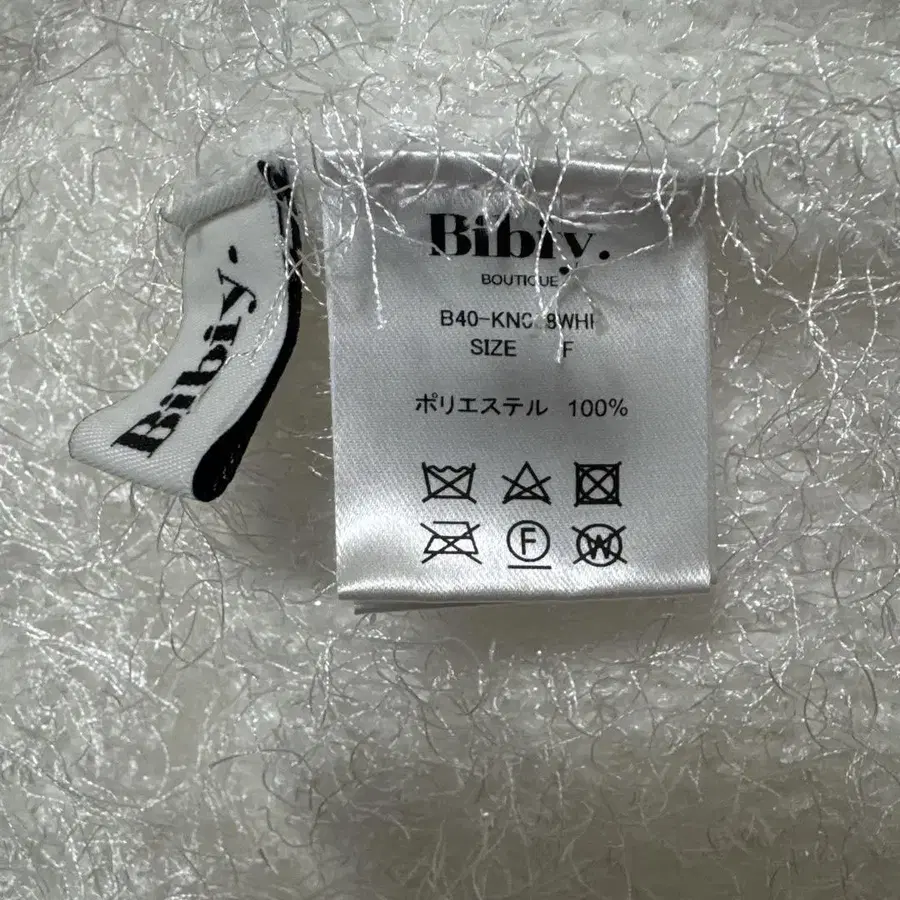 Bibiy.
Bibiy.
BOUTIQUE
SIZE F
ポリエステル 100%
F
W